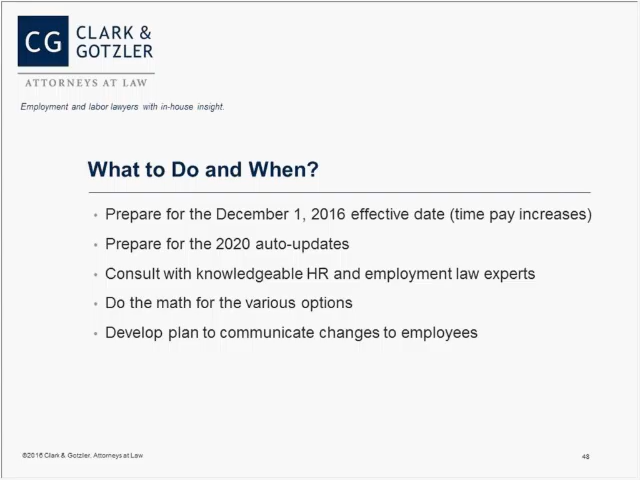 CG
CLARK &
GOTZLER
ATTORNEYS AT LAW
Employment and labor lawyers with in-house insight.
What to Do and When?
• Prepare for the December 1, 2016 effective date (time pay increases)
• Prepare for the 2020 auto-updates
• Consult with knowledgeable HR and employment law experts
• Do the math for the various options
• Develop plan to communicate changes to employees
©2016 Clark & Gotzler, Attorneys at Law
48